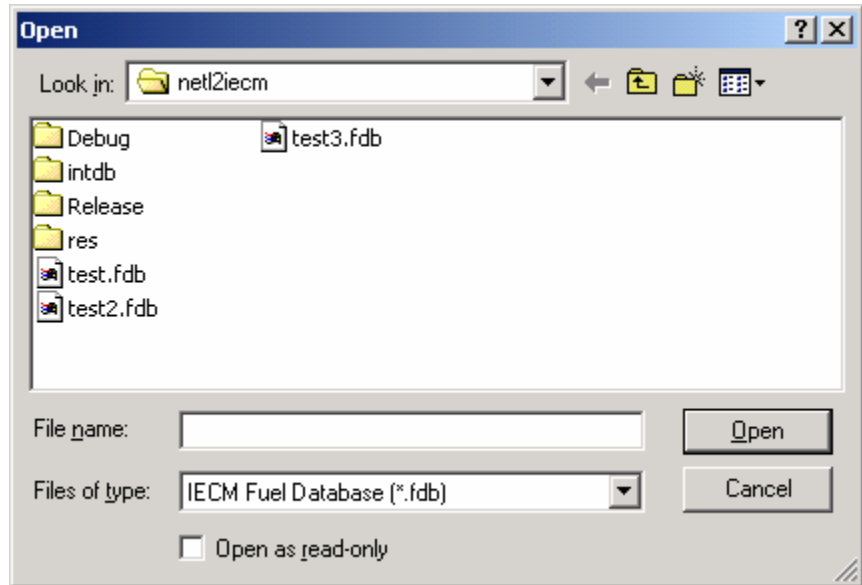 Open
Look in: netl2iecm
Debug
intdb
Release
res
test.fdb
test2.fdb
test3.fdb
File name:
Open
Files of type: IECM Fuel Database (*.fdb)
Cancel
Open as read-only